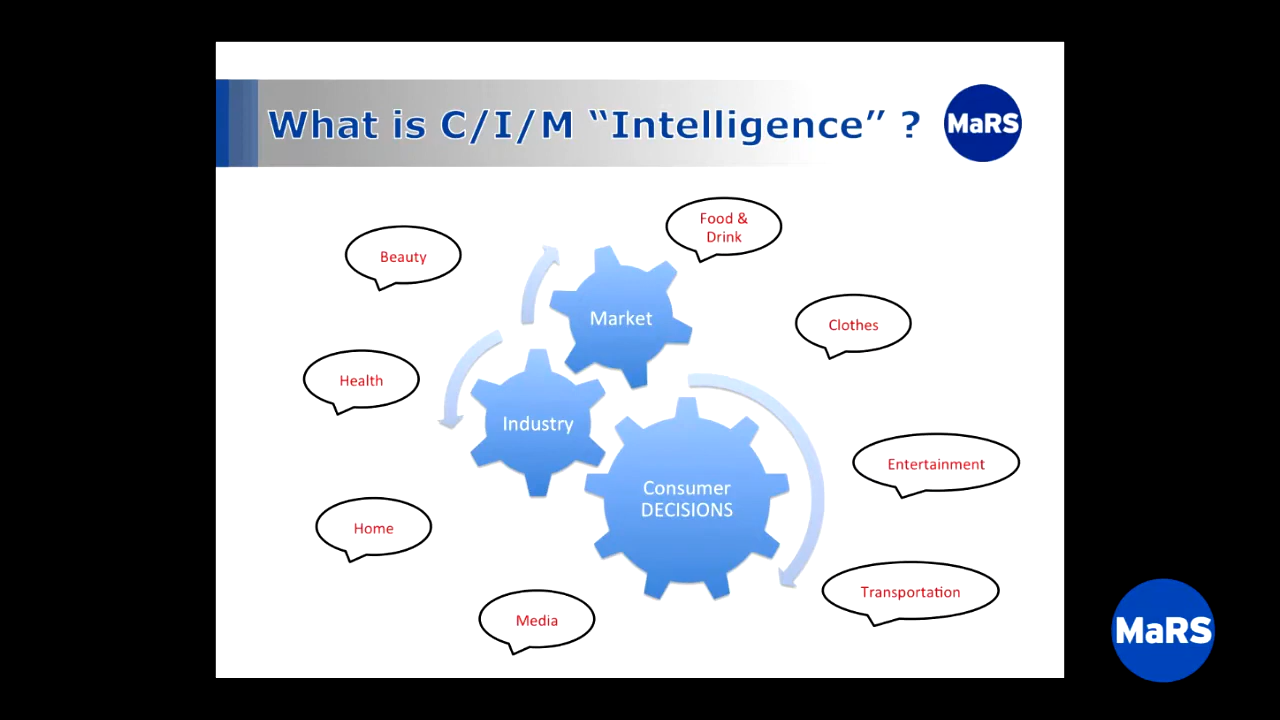 What is C/I/M “Intelligence” ?
MaRS
Food &
Drink
Beauty
Market
Clothes
Health
Industry
Entertainment
Consumer
DECISIONS
Home
Transportation
Media
MaRS